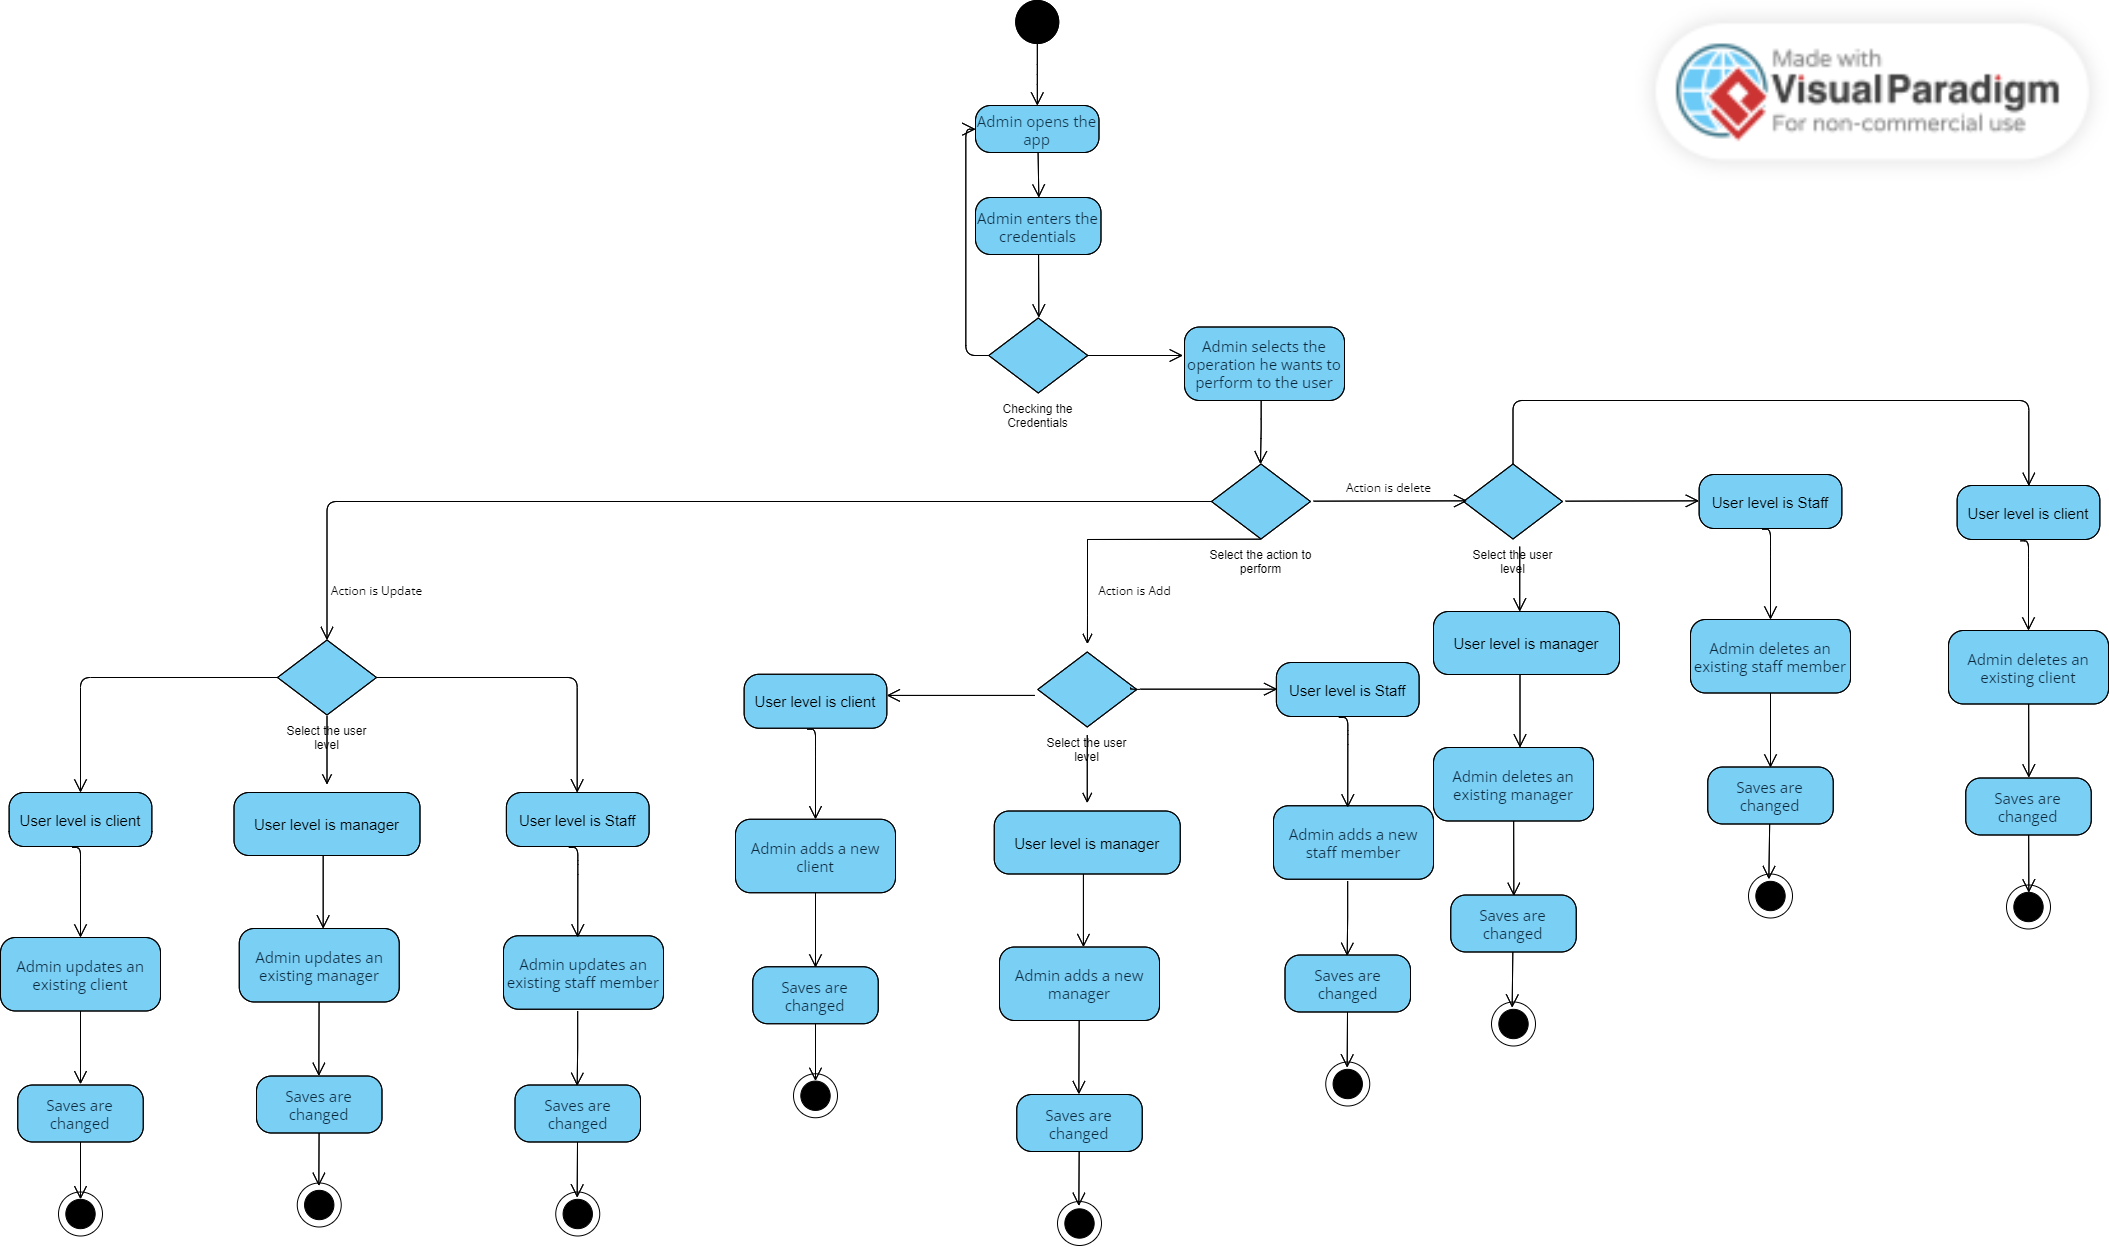 Made with
Visual Paradigm
For non-commercial use
Admin opens the
app
Admin enters the
credentials
Checking the
Credentials
Admin selects the
operation he wants to
perform to the user
Select the action to
perform
Action is delete
Action is Update
Action is Add
Select the user
level
User level is Staff
User level is client
User level is manager
Admin deletes an
existing staff member
Admin deletes an
existing client
Admin deletes an
existing manager
Saves are
changed
Saves are
changed
Saves are
changed
Select the user
level
User level is client
User level is Staff
User level is manager
Admin adds a new
client
Admin adds a new
staff member
Admin adds a new
manager
Saves are
changed
Saves are
changed
Saves are
changed
Select the user
level
User level is client
User level is manager
User level is Staff
Admin updates an
existing client
Admin updates an
existing manager
Admin updates an
existing staff member
Saves are
changed
Saves are
changed
Saves are
changed